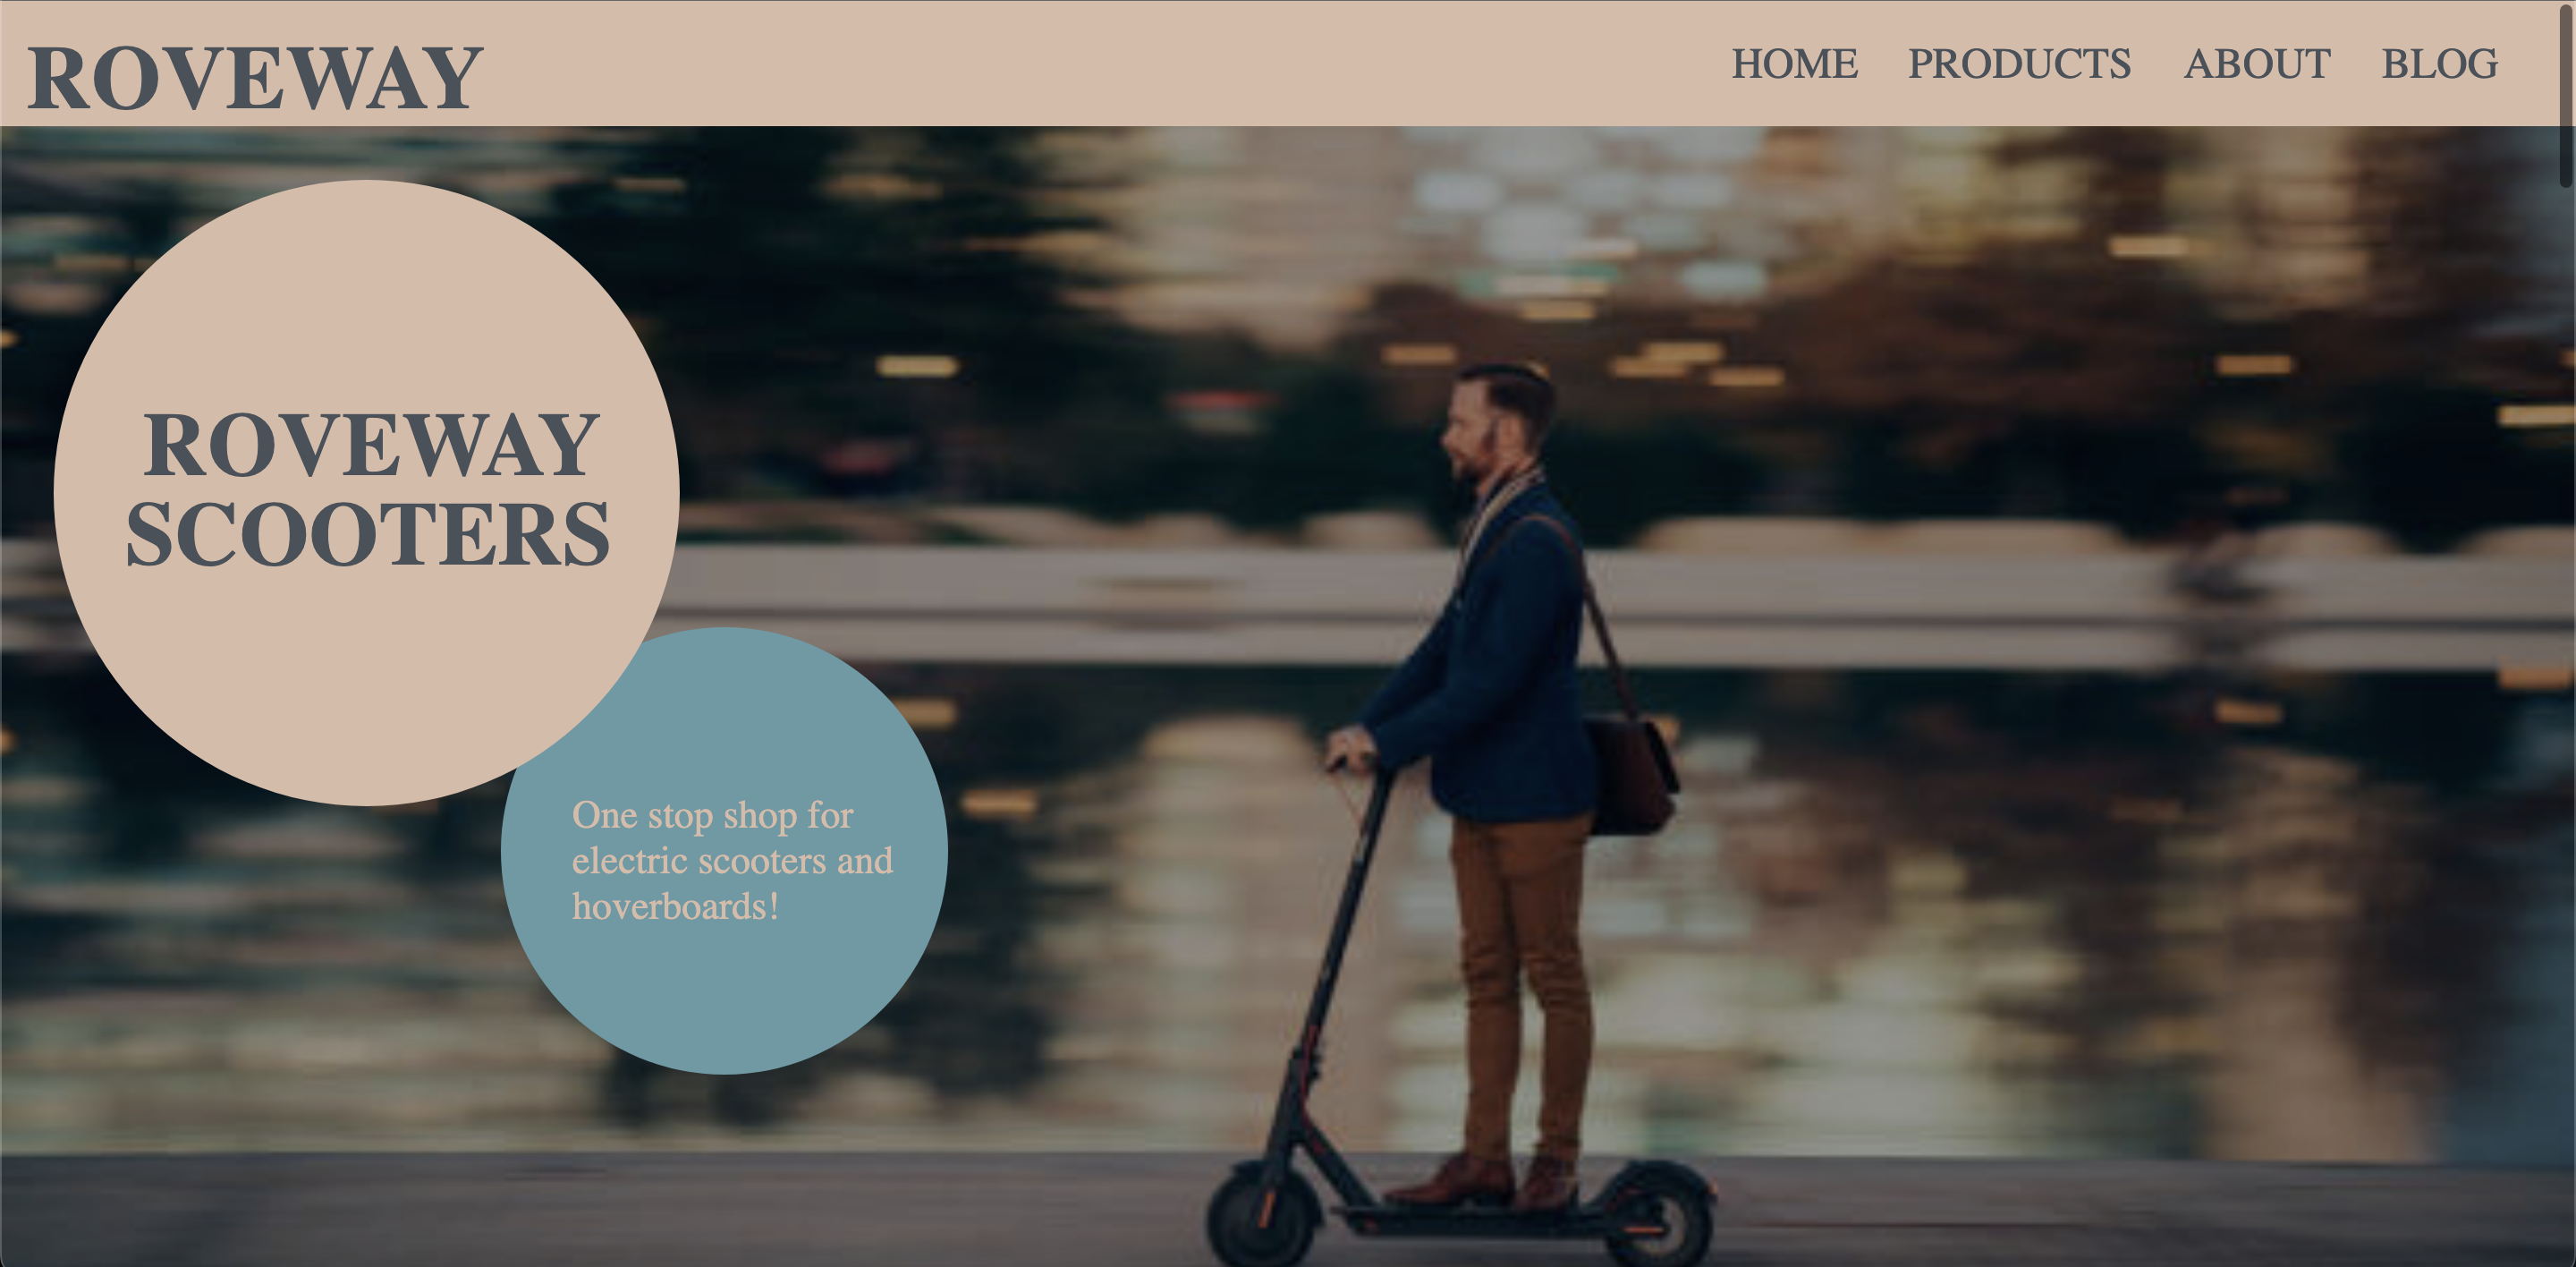 ROVEWAY
HOME PRODUCTS ABOUT BLOG
ROVEWAY
SCOOTERS
One stop shop for
electric scooters and
hoverboards!